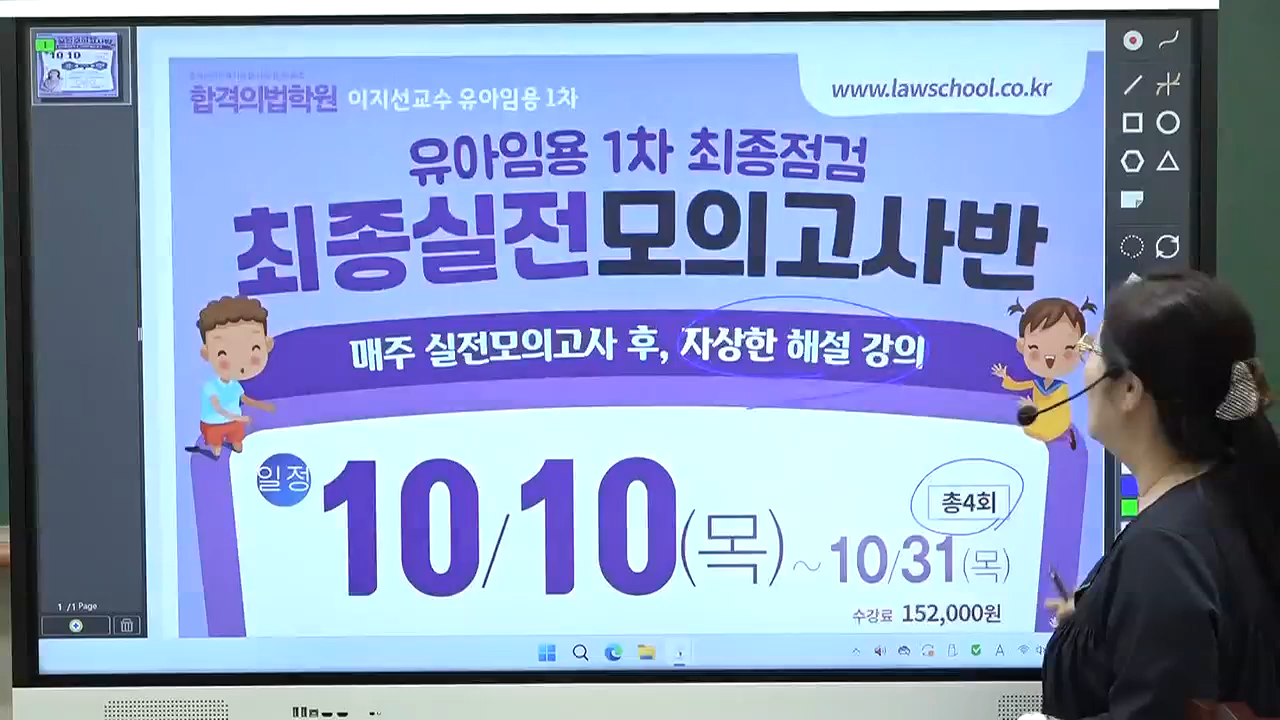 합격의법학원 이지선교수 유아임용 1차
www.lawschool.co.kr
유아임용 1차 최종점검
최종실전모의고사반
매주 실전모의고사 후, 자상한 해설 강의
일정
10/10(목) ~ 10/31(목)
총4회
수강료 152,000원
1 /1 Page
A